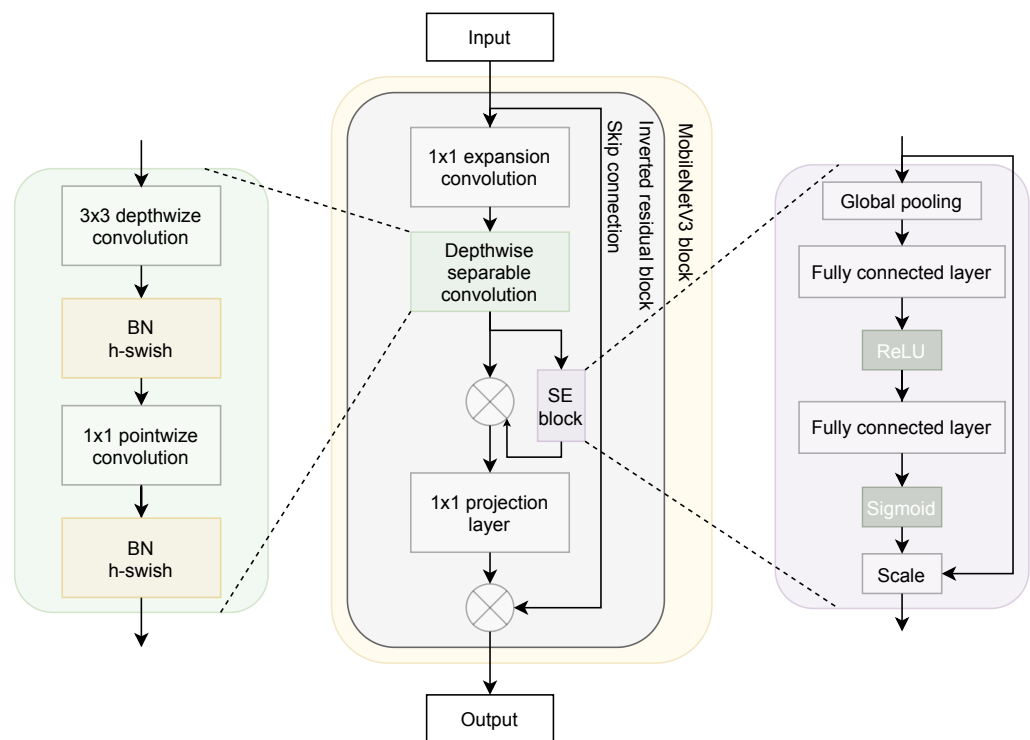 Input
MobileNetV3 block
Inverted residual block
Skip connection
1x1 expansion
convolution
Depthwise
separable
convolution
SE
block
1x1 projection
layer
Output
3x3 depthwize
convolution
BN
h-swish
1x1 pointwize
convolution
BN
h-swish
Global pooling
Fully connected layer
ReLU
Fully connected layer
Sigmoid
Scale